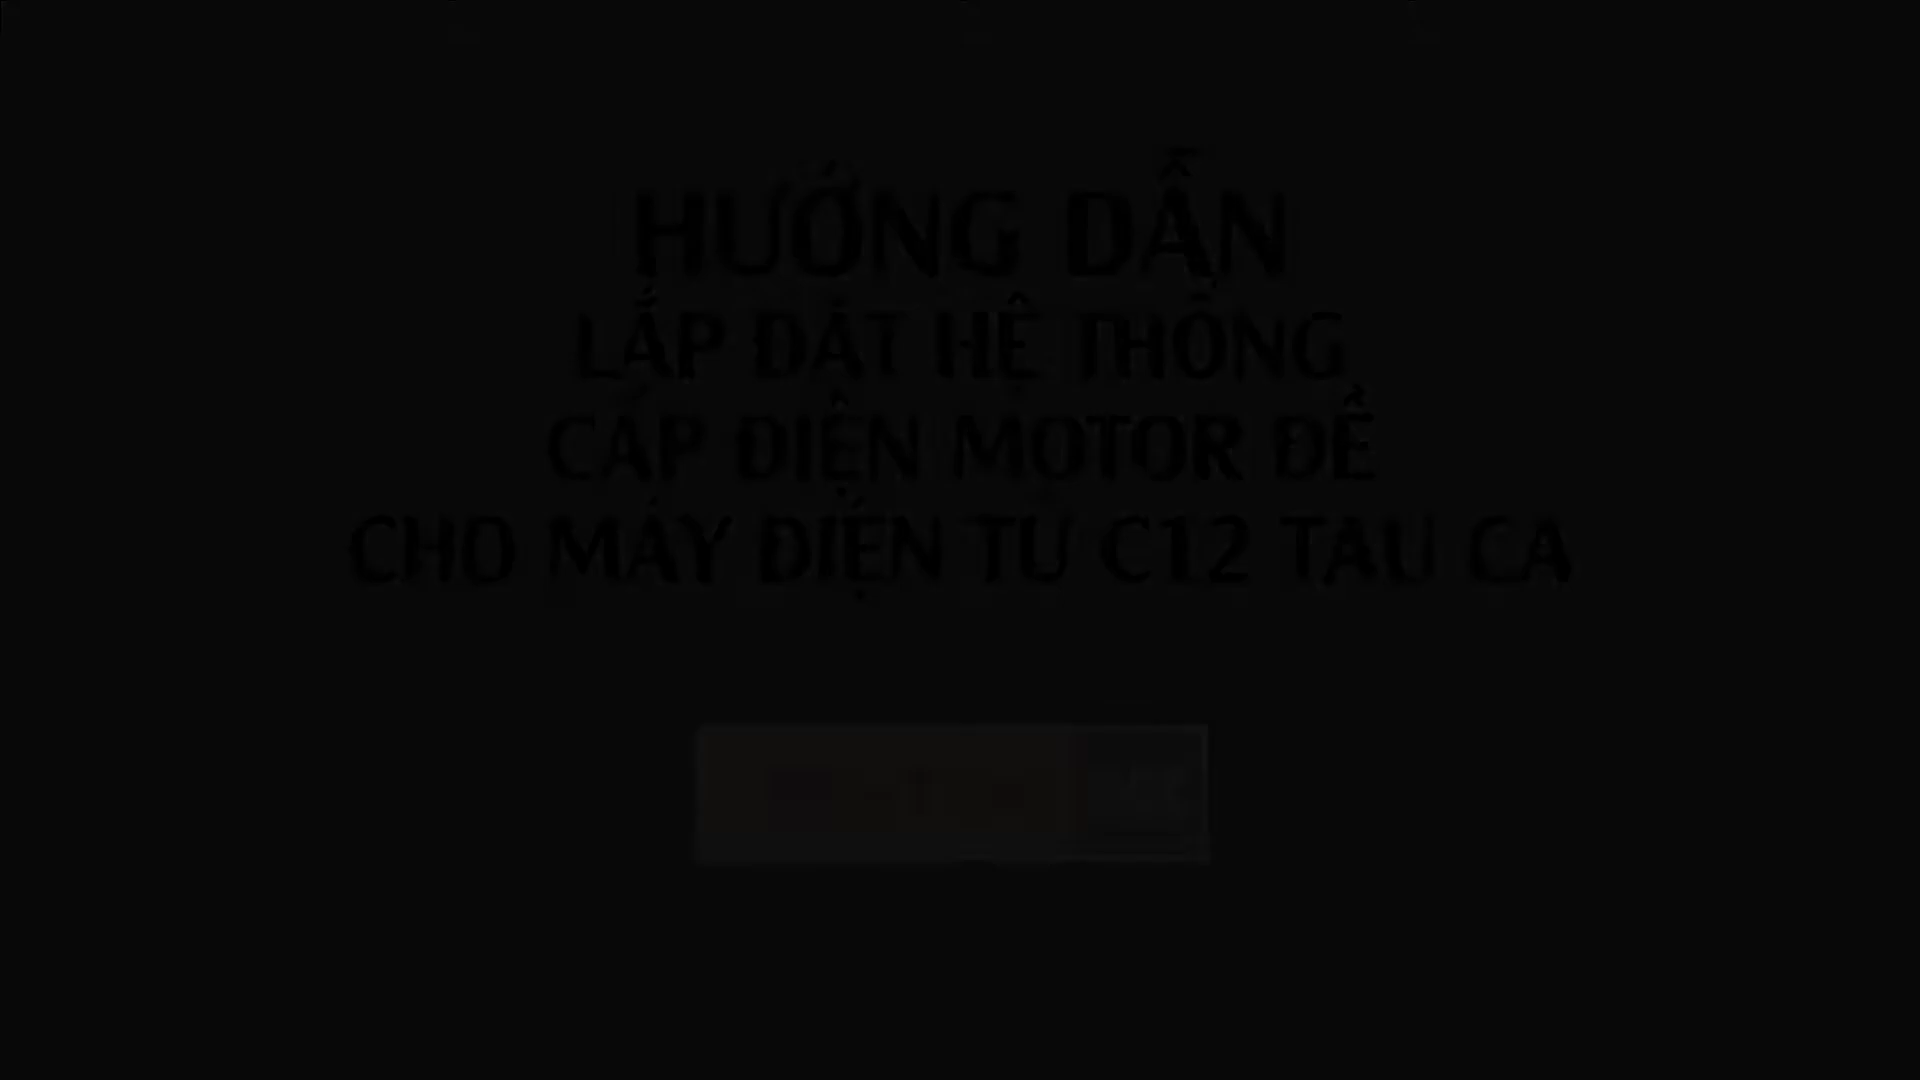 HƯỚNG DẪN
LẮP ĐẶT HỆ THỐNG
CẤP ĐIỆN MOTOR ĐỀ
CHO MÁY ĐIỆN TỬ C12 TÀU CÁ